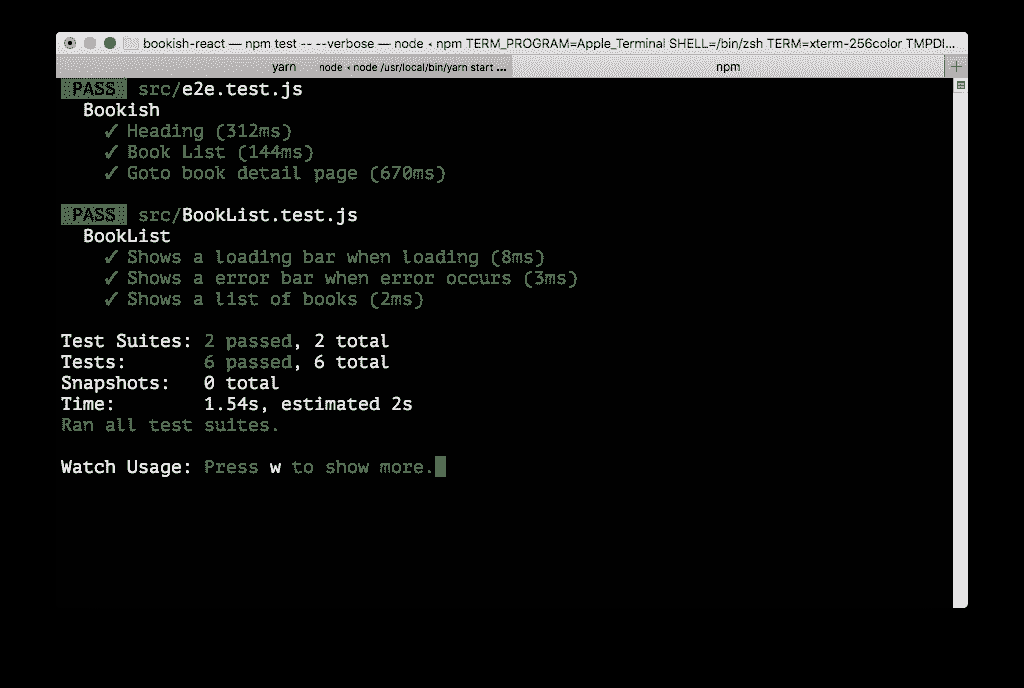 bookish-react — npm test -- --verbose — node ◂ npm TERM_PROGRAM=Apple_Terminal SHELL=/bin/zsh TERM=xterm-256color TMPDI...
yarn node ◂ node /usr/local/bin/yarn start ... npm +
PASS src/e2e.test.js
Bookish
✓ Heading (312ms)
✓ Book List (144ms)
✓ Goto book detail page (670ms)
PASS src/BookList.test.js
BookList
✓ Shows a loading bar when loading (8ms)
✓ Shows a error bar when error occurs (3ms)
✓ Shows a list of books (2ms)
Test Suites: 2 passed, 2 total
Tests: 6 passed, 6 total
Snapshots: 0 total
Time: 1.54s, estimated 2s
Ran all test suites.
Watch Usage: Press w to show more.